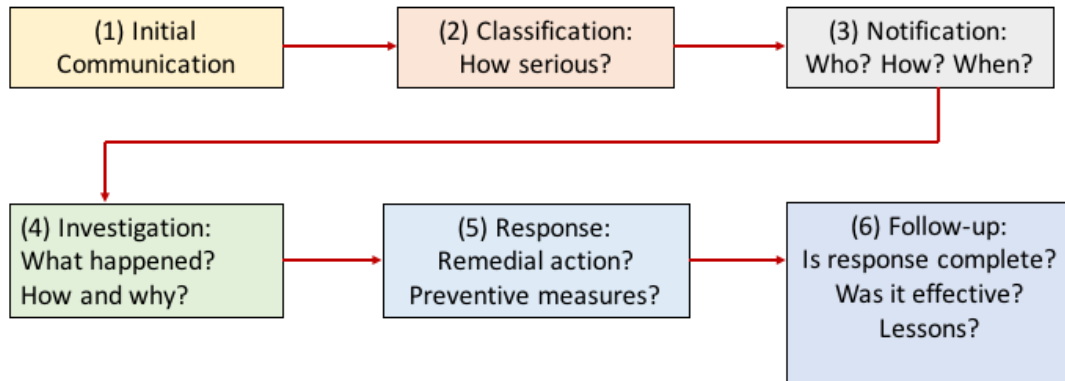 (1) Initial
Communication
(2) Classification:
How serious?
(3) Notification:
Who? How? When?
(4) Investigation:
What happened?
How and why?
(5) Response:
Remedial action?
Preventive measures?
(6) Follow-up:
Is response complete?
Was it effective?
Lessons?